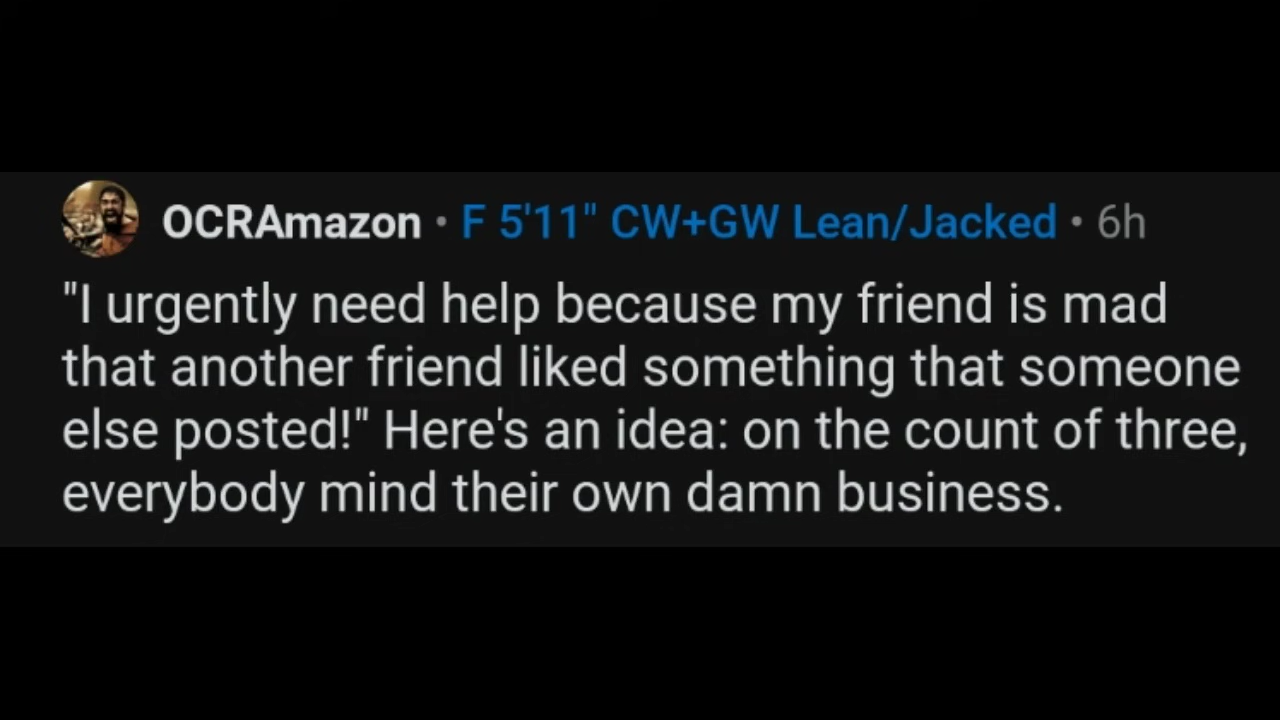 OCRAmazon • F 5'11" CW+GW Lean/Jacked • 6h
"I urgently need help because my friend is mad
that another friend liked something that someone
else posted!" Here's an idea: on the count of three,
everybody mind their own damn business.